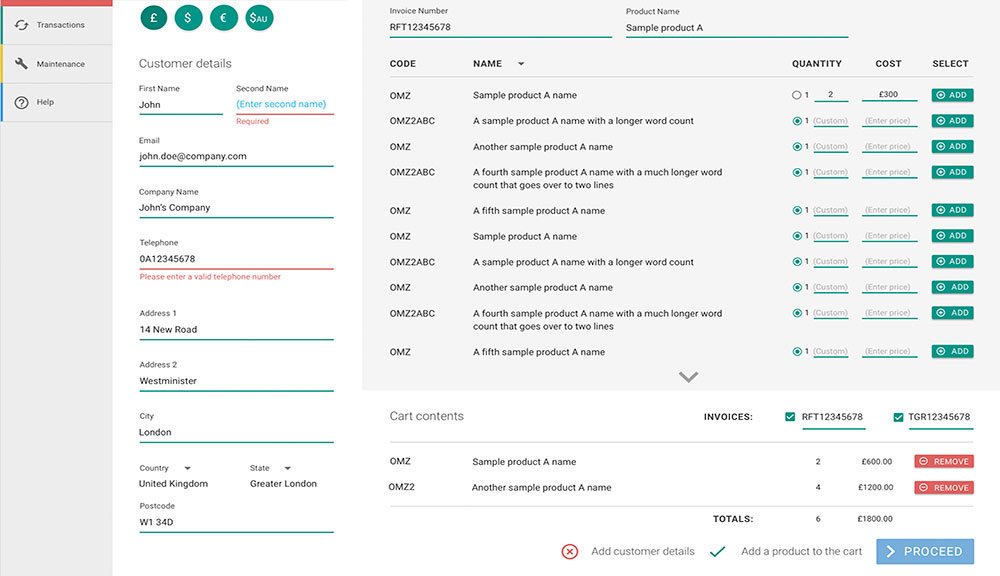 Transactions
Maintenance
Help
£ $ € $AU
Customer details
First Name
John
Second Name
(Enter second name)
Required
Email
john.doe@company.com
Company Name
John's Company
Telephone
0A12345678
Please enter a valid telephone number
Address 1
14 New Road
Address 2
Westminister
City
London
Country
United Kingdom
State
Greater London
Postcode
W1 34D
Invoice Number
RFT12345678
Product Name
Sample product A
CODE NAME QUANTITY COST SELECT
OMZ Sample product A name 1 2 £300 ADD
OMZ2ABC A sample product A name with a longer word count 1 (Custom) (Enter price) ADD
OMZ Another sample product A name 1 (Custom) (Enter price) ADD
OMZ2ABC A fourth sample product A name with a much longer word 1 (Custom) (Enter price) ADD
count that goes over to two lines
OMZ A fifth sample product A name 1 (Custom) (Enter price) ADD
OMZ Sample product A name 1 (Custom) (Enter price) ADD
OMZ2ABC A sample product A name with a longer word count 1 (Custom) (Enter price) ADD
OMZ Another sample product A name 1 (Custom) (Enter price) ADD
OMZ2ABC A fourth sample product A name with a much longer word 1 (Custom) (Enter price) ADD
count that goes over to two lines
OMZ A fifth sample product A name 1 (Custom) (Enter price) ADD
Cart contents INVOICES: RFT12345678 TGR12345678
OMZ Sample product A name 2 £600.00 REMOVE
OMZ2 Another sample product A name 4 £1200.00 REMOVE
TOTALS: 6 £1800.00
Add customer details Add a product to the cart PROCEED